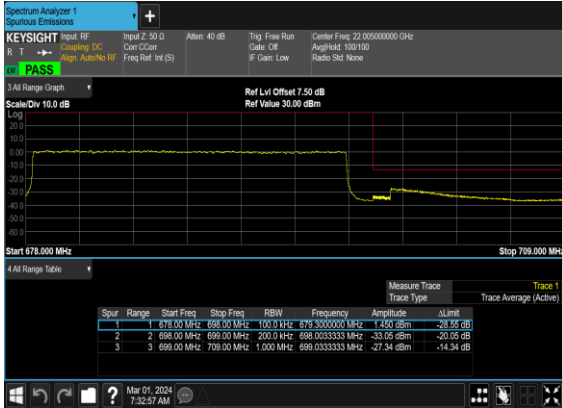 Spectrum Analyzer 1
Spurious Emissions
+
KEYSIGHT Input: RF Input Z: 50 Ω Atten: 40 dB Trig: Free Run Center Freq: 22.005000000 GHz
R T Coupling: DC Corr CCorr Gate: Off Avg|Hold: 100/100
Align: Auto/No RF Freq Ref: Int (S) IF Gain: Low Radio Std: None
PASS
3 All Range Graph
Ref Lvl Offset 7.50 dB
Scale/Div 10.0 dB Ref Value 30.00 dBm
Log
20.0
10.0
0.00
-10.0
-20.0
-30.0
-40.0
-50.0
-60.0
Start 678.000 MHz Stop 709.000 MHz
4 All Range Table
Measure Trace Trace 1
Trace Type Trace Average (Active)
Spur Range Start Freq Stop Freq RBW Frequency Amplitude ΔLimit
1 1 678.00 MHz 698.00 MHz 100.0 kHz 679.3000000 MHz 1.450 dBm -28.55 dB
2 2 698.00 MHz 699.00 MHz 200.0 kHz 698.0033333 MHz -33.05 dBm -20.05 dB
3 3 699.00 MHz 709.00 MHz 1.000 MHz 699.0333333 MHz -27.34 dBm -14.34 dB
? Mar 01, 2024
7:32:57 AM